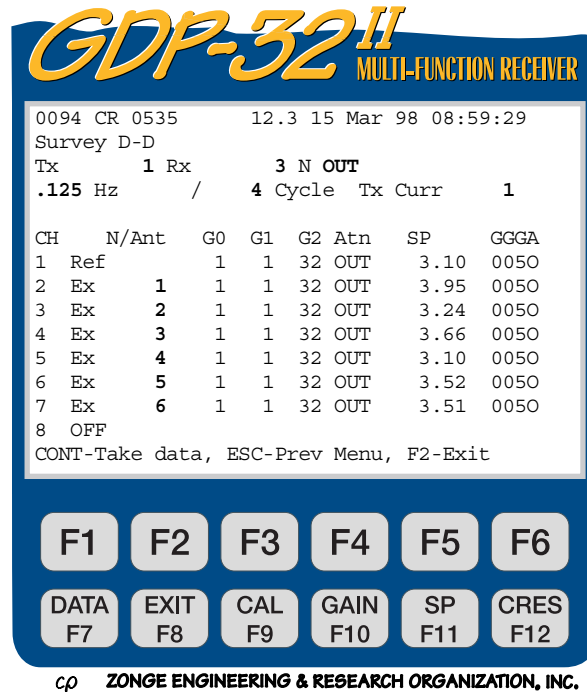 GDP-32 II
MULTI-FUNCTION RECEIVER
0094 CR 0535 12.3 15 Mar 98 08:59:29
Survey D-D
Tx 1 Rx 3 N OUT
.125 Hz / 4 Cycle Tx Curr 1
CH N/Ant G0 G1 G2 Atn SP GGGA
1 Ref 1 1 32 OUT 3.10 005O
2 Ex 1 1 1 32 OUT 3.95 005O
3 Ex 2 1 1 32 OUT 3.24 005O
4 Ex 3 1 1 32 OUT 3.66 005O
5 Ex 4 1 1 32 OUT 3.10 005O
6 Ex 5 1 1 32 OUT 3.52 005O
7 Ex 6 1 1 32 OUT 3.51 005O
8 OFF
CONT-Take data, ESC-Prev Menu, F2-Exit
F1 F2 F3 F4 F5 F6
DATA EXIT CAL GAIN SP CRES
F7 F8 F9 F10 F11 F12
ZONGE ENGINEERING & RESEARCH ORGANIZATION, INC.